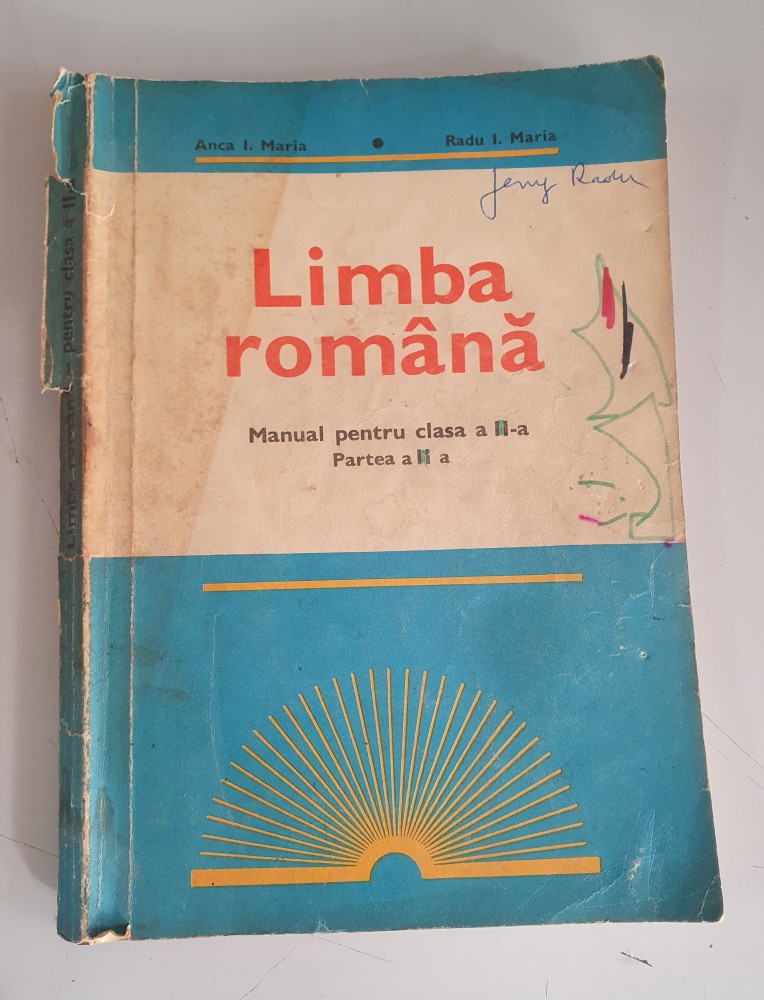 Anca I. Maria • Radu I. Maria
Jeny Radu
Limba
română
Manual pentru clasa a II-a
Partea a II a
Limba română - pentru clasa a II-a